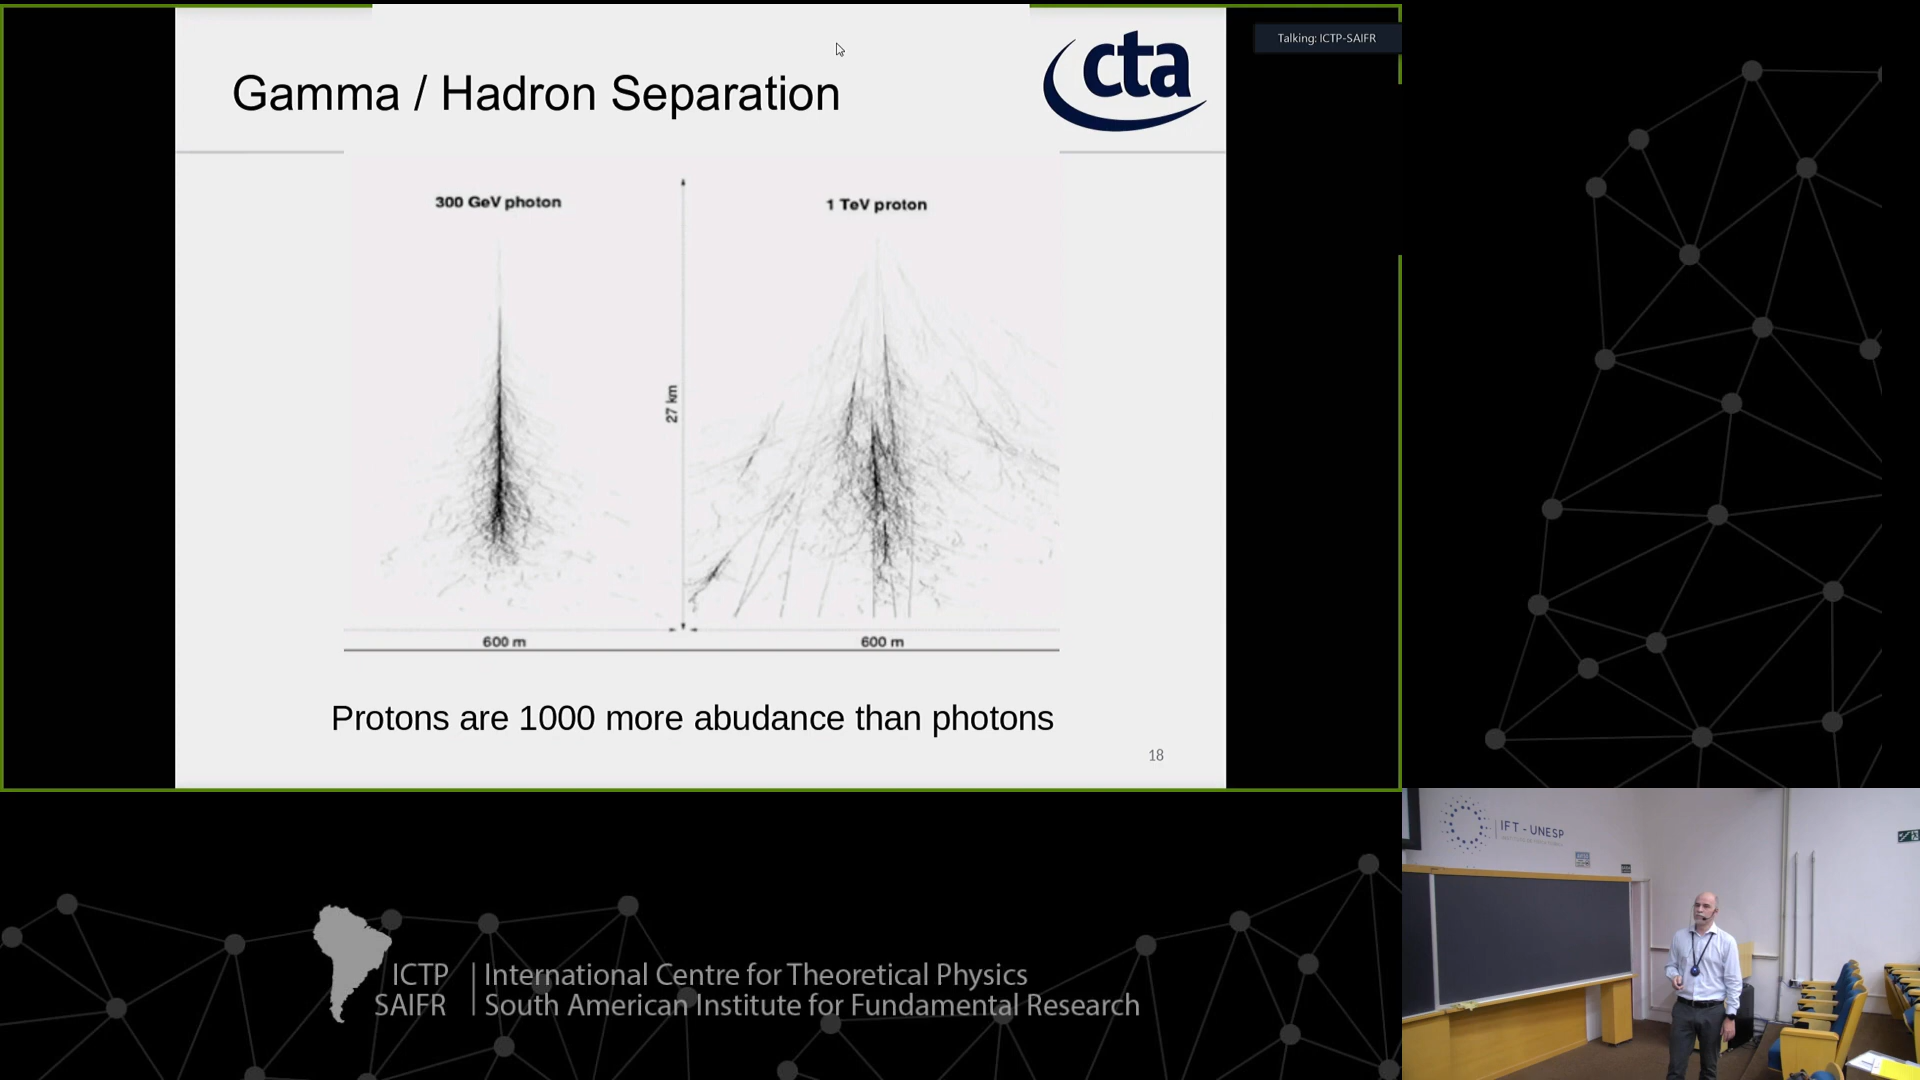 Talking: ICTP-SAIFR
cta
Gamma / Hadron Separation
300 GeV photon
1 TeV proton
27 km
600 m
600 m
Protons are 1000 more abudance than photons
18
IFT - UNESP
ICTP
SAIFR
International Centre for Theoretical Physics
South American Institute for Fundamental Research